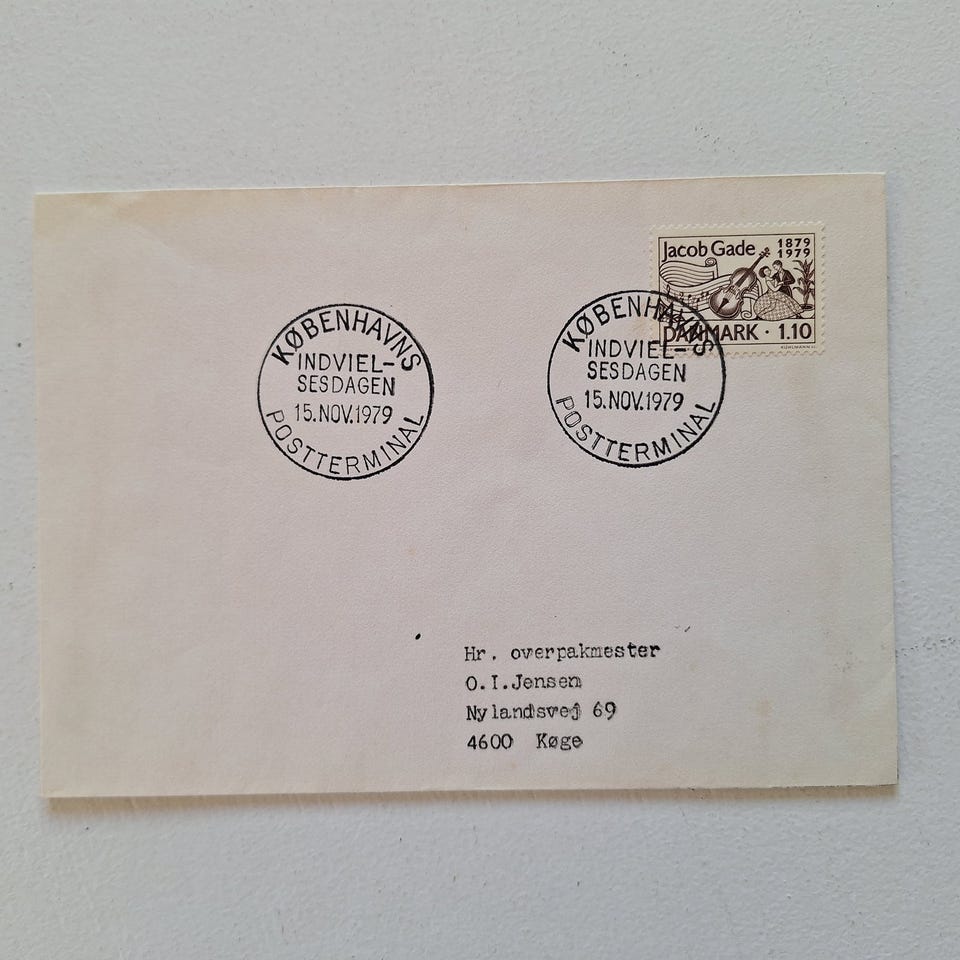 Jacob Gade 1879
1979
DANMARK · 1.10
KØBENHAVNS
INDVIEL-
SESDAGEN
15.NOV.1979
POSTTERMINAL
KØBENHAVNS
INDVIEL-
SESDAGEN
15.NOV.1979
POSTTERMINAL
Hr. overpakmester
O.I.Jensen
Nylandsvej 69
4600 Køge